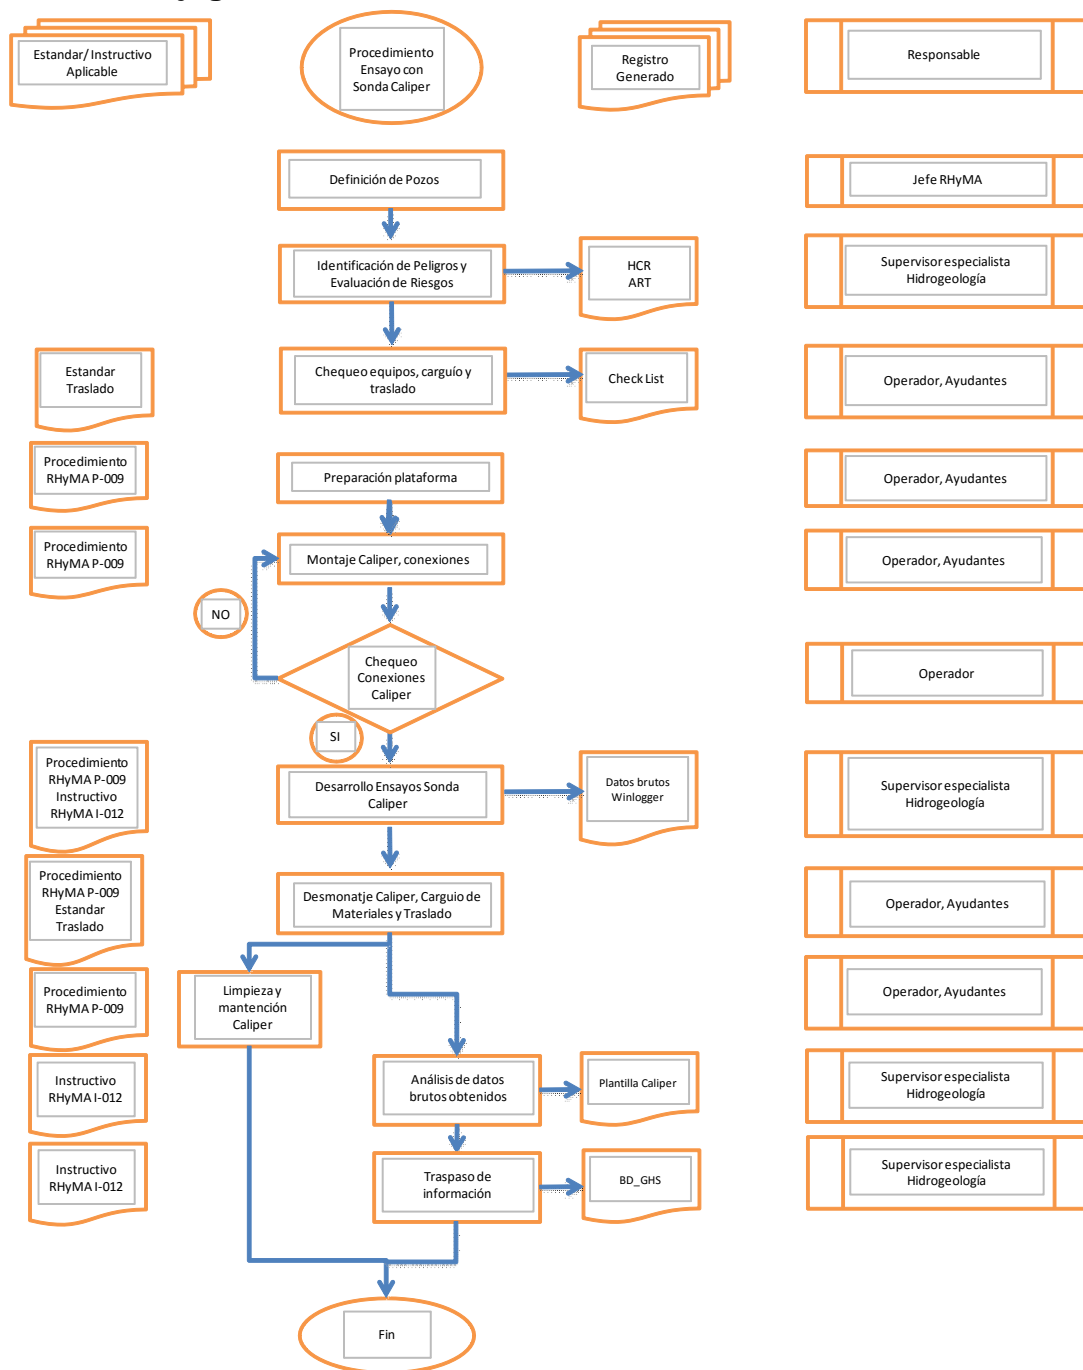 Estandar/ Instructivo
Aplicable
Procedimiento
Ensayo con
Sonda Caliper
Registro
Generado
Responsable
Definición de Pozos
Jefe RHyMA
Identificación de Peligros y
Evaluación de Riesgos
HCR
ART
Supervisor especialista
Hidrogeología
Estandar
Traslado
Chequeo equipos, carguío y
traslado
Check List
Operador, Ayudantes
Procedimiento
RHyMA P-009
Preparación plataforma
Operador, Ayudantes
Procedimiento
RHyMA P-009
Montaje Caliper, conexiones
Operador, Ayudantes
NO
Chequeo
Conexiones
Caliper
Operador
SI
Procedimiento
RHyMA P-009
Instructivo
RHyMA I-012
Desarrollo Ensayos Sonda
Caliper
Datos brutos
Winlogger
Supervisor especialista
Hidrogeología
Procedimiento
RHyMA P-009
Estandar
Traslado
Desmonatje Caliper, Carguio de
Materiales y Traslado
Operador, Ayudantes
Procedimiento
RHyMA P-009
Limpieza y
mantención
Caliper
Operador, Ayudantes
Instructivo
RHyMA I-012
Análisis de datos
brutos obtenidos
Plantilla Caliper
Supervisor especialista
Hidrogeología
Instructivo
RHyMA I-012
Traspaso de
información
BD_GHS
Supervisor especialista
Hidrogeología
Fin